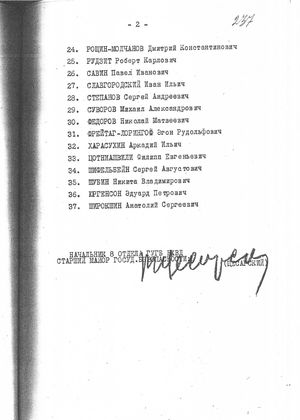 - 2 -
237
24. РОЩИН-МОЛЧАНОВ Дмитрий Константинович
25. РУДЗИТ Роберт Карлович
26. САВИН Павел Иванович
27. СЛАВГОРОДСКИЙ Иван Ильич
28. СТЕПАНОВ Сергей Андреевич
29. СУВОРОВ Михаил Александрович
30. ФЕДОРОВ Николай Матвеевич
31. ФРЕЙТАГ-ЛОРИНГОФ Эгон Рудольфович
32. ХАРАСУХИН Аркадий Ильич
33. ЦОТНИАШВИЛИ Филипп Евгеньевич
34. ШИФЕЛЬБЕЙН Сергей Августович
35. ШУБИН Никита Владимирович
36. ЮРГЕНСОН Эдуард Петрович
37. ШИРОКШИН Анатолий Сергеевич
НАЧАЛЬНИК 8 ОТДЕЛА ГУГБ НКВД
СТАРШИЙ МАЙОР ГОСУД.БЕЗОПАСНОСТИ:
(ЦЕСАРСКИЙ)